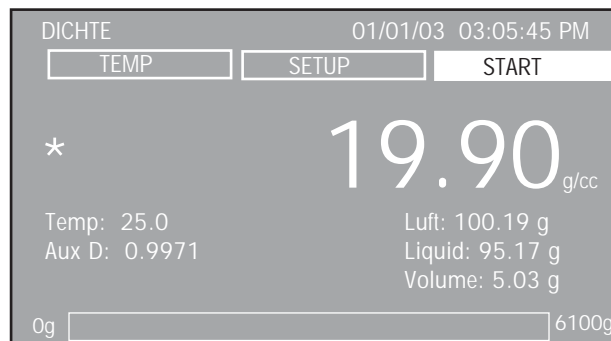 DICHTE 01/01/03 03:05:45 PM
TEMP SETUP START
* 19.90 g/cc
Temp: 25.0 Luft: 100.19 g
Aux D: 0.9971 Liquid: 95.17 g
Volume: 5.03 g
0g 6100g